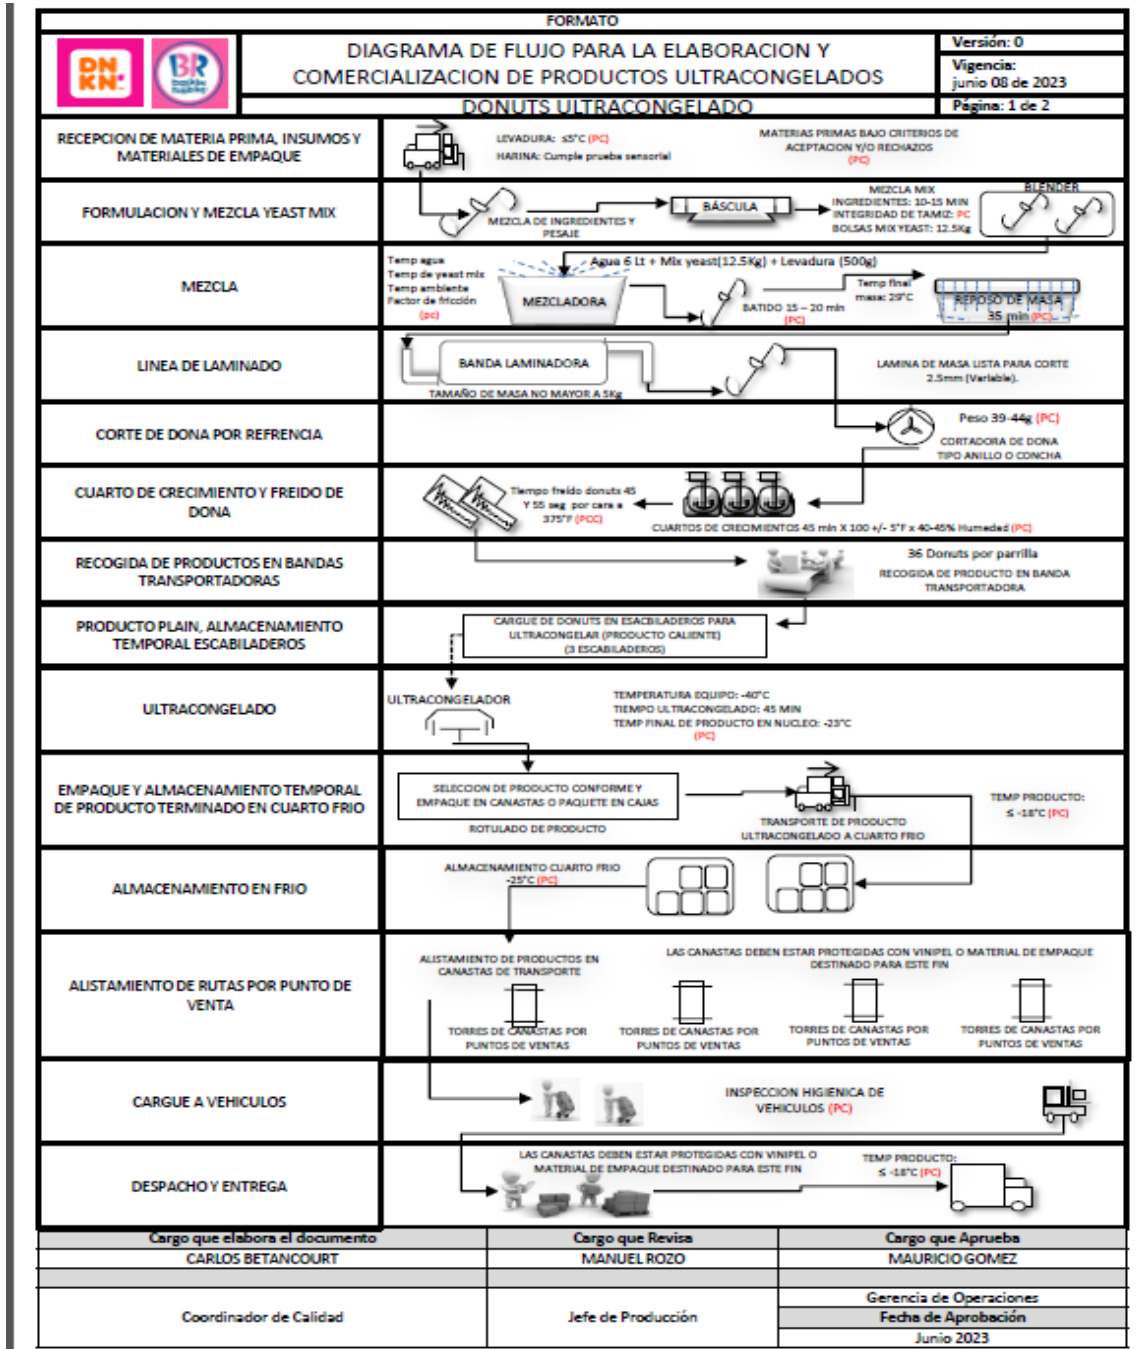 FORMATO
DN
KN.
BR
baskin
robbins
DIAGRAMA DE FLUJO PARA LA ELABORACION Y
COMERCIALIZACION DE PRODUCTOS ULTRACONGELADOS
DONUTS ULTRACONGELADO
Versión: 0
Vigencia:
junio 08 de 2023
Página: 1 de 2
RECEPCION DE MATERIA PRIMA, INSUMOS Y
MATERIALES DE EMPAQUE
LEVADURA: ≤5°C (PC)
HARINA: Cumple prueba sensorial
MATERIAS PRIMAS BAJO CRITERIOS DE
ACEPTACION Y/O RECHAZOS
(PC)
FORMULACION Y MEZCLA YEAST MIX
MEZCLA DE INGREDIENTES Y
PESAJE
BÁSCULA
MEZCLA MIX
INGREDIENTES: 10-15 MIN
INTEGRIDAD DE TAMIZ: PC
BOLSAS MIX YEAST: 12.5Kg
BLENDER
MEZCLA
Temp agua
Temp de yeast mix
Temp ambiente
Factor de fricción
(pc)
Agua 6 Lt + Mix yeast(12.5Kg) + Levadura (500g)
MEZCLADORA
BATIDO 15 – 20 min
(PC)
Temp final
masa: 29°C
REPOSO DE MASA
35 min (PC)
LINEA DE LAMINADO
BANDA LAMINADORA
TAMAÑO DE MASA NO MAYOR A 5Kg
LAMINA DE MASA LISTA PARA CORTE
2.5mm (Variable).
CORTE DE DONA POR REFRENCIA
Peso 39-44g (PC)
CORTADORA DE DONA
TIPO ANILLO O CONCHA
CUARTO DE CRECIMIENTO Y FREIDO DE
DONA
Tiempo freído donuts 45
Y 55 seg por cara a
375°F (PCC)
CUARTOS DE CRECIMIENTOS 45 min X 100 +/- 5°F x 40-45% Humedad (PC)
RECOGIDA DE PRODUCTOS EN BANDAS
TRANSPORTADORAS
36 Donuts por parrilla
RECOGIDA DE PRODUCTO EN BANDA
TRANSPORTADORA
PRODUCTO PLAIN, ALMACENAMIENTO
TEMPORAL ESCABILADEROS
CARGUE DE DONUTS EN ESACBILADEROS PARA
ULTRACONGELAR (PRODUCTO CALIENTE)
(3 ESCABILADEROS)
ULTRACONGELADO
ULTRACONGELADOR
TEMPERATURA EQUIPO: -40°C
TIEMPO ULTRACONGELADO: 45 MIN
TEMP FINAL DE PRODUCTO EN NUCLEO: -23°C
(PC)
EMPAQUE Y ALMACENAMIENTO TEMPORAL
DE PRODUCTO TERMINADO EN CUARTO FRIO
SELECCION DE PRODUCTO CONFORME Y
EMPAQUE EN CANASTAS O PAQUETE EN CAJAS
ROTULADO DE PRODUCTO
TRANSPORTE DE PRODUCTO
ULTRACONGELADO A CUARTO FRIO
TEMP PRODUCTO:
≤ -18°C (PC)
ALMACENAMIENTO EN FRIO
ALMACENAMIENTO CUARTO FRIO
-25°C (PC)
ALISTAMIENTO DE RUTAS POR PUNTO DE
VENTA
ALISTAMIENTO DE PRODUCTOS EN
CANASTAS DE TRANSPORTE
LAS CANASTAS DEBEN ESTAR PROTEGIDAS CON VINIPEL O MATERIAL DE EMPAQUE
DESTINADO PARA ESTE FIN
TORRES DE CANASTAS POR
PUNTOS DE VENTAS
TORRES DE CANASTAS POR
PUNTOS DE VENTAS
TORRES DE CANASTAS POR
PUNTOS DE VENTAS
TORRES DE CANASTAS POR
PUNTOS DE VENTAS
CARGUE A VEHICULOS
INSPECCION HIGIENICA DE
VEHICULOS (PC)
DESPACHO Y ENTREGA
LAS CANASTAS DEBEN ESTAR PROTEGIDAS CON VINIPEL O
MATERIAL DE EMPAQUE DESTINADO PARA ESTE FIN
TEMP PRODUCTO:
≤ -18°C (PC)
Cargo que elabora el documento
Cargo que Revisa
Cargo que Aprueba
CARLOS BETANCOURT
MANUEL ROZO
MAURICIO GOMEZ
Coordinador de Calidad
Jefe de Producción
Gerencia de Operaciones
Fecha de Aprobación
Junio 2023